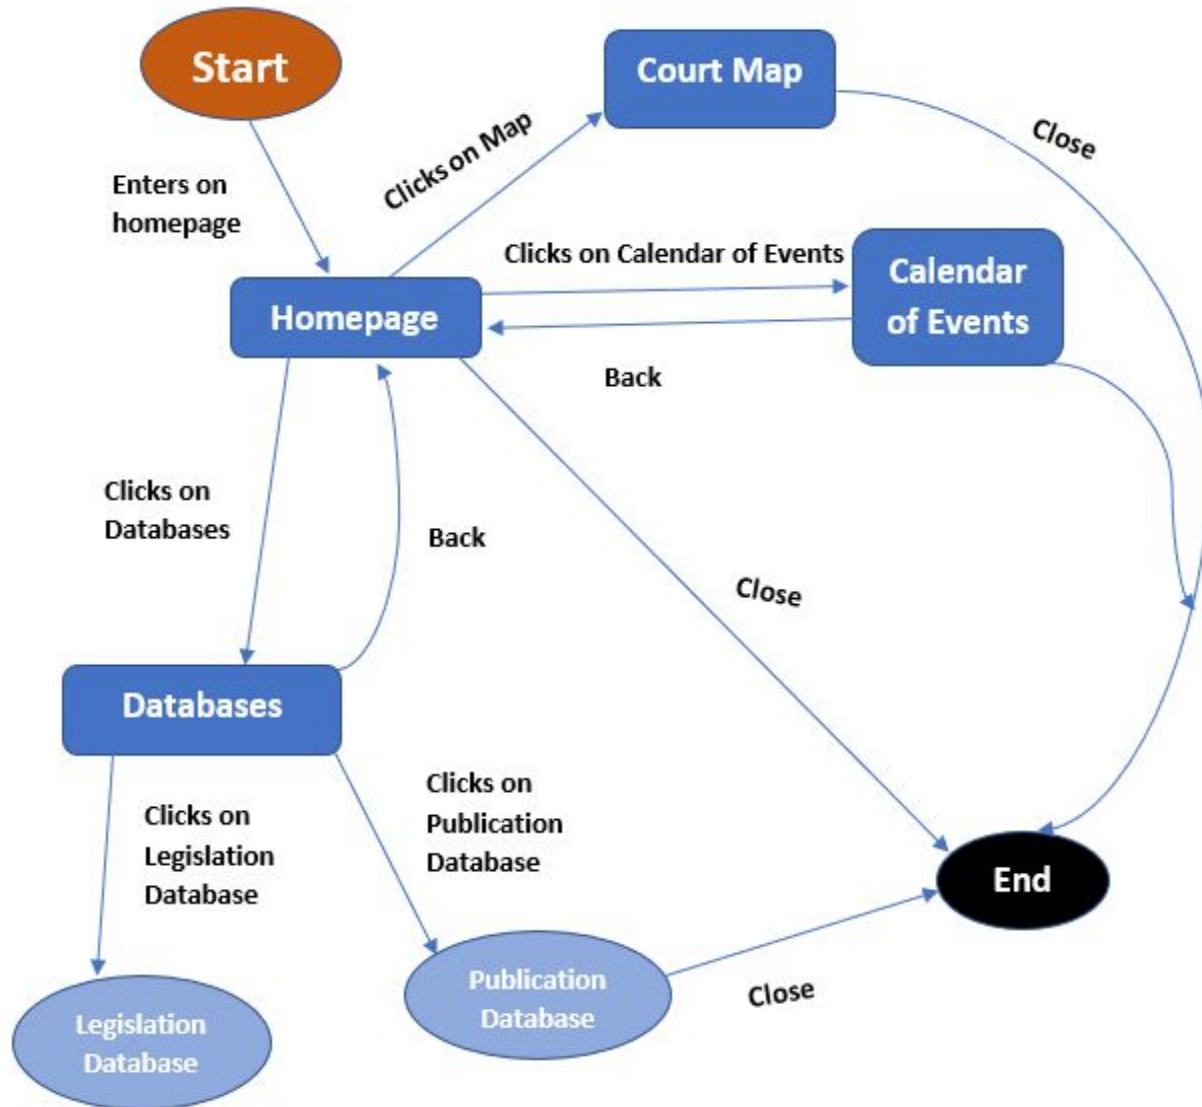 Start
Court Map
Close
Clicks on Map
Enters on
homepage
Clicks on Calendar of Events
Calendar
of Events
Homepage
Back
Clicks on
Databases
Back
Close
Databases
Clicks on
Publication
Database
Clicks on
Legislation
Database
End
Publication
Database
Close
Legislation
Database